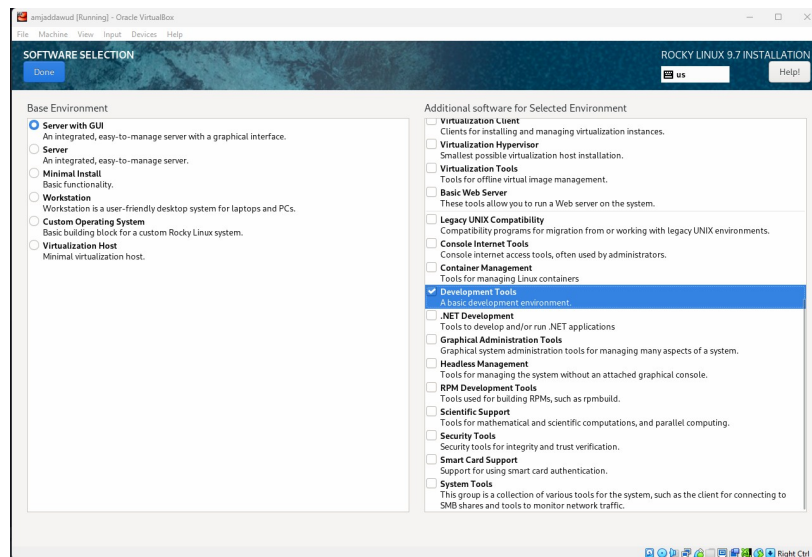 amjaddawud [Running] - Oracle VirtualBox
File Machine View Input Devices Help
SOFTWARE SELECTION
Done
ROCKY LINUX 9.7 INSTALLATION
us
Help!
Base Environment
Server with GUI
An integrated, easy-to-manage server with a graphical interface.
Server
An integrated, easy-to-manage server.
Minimal Install
Basic functionality.
Workstation
Workstation is a user-friendly desktop system for laptops and PCs.
Custom Operating System
Basic building block for a custom Rocky Linux system.
Virtualization Host
Minimal virtualization host.
Additional software for Selected Environment
Virtualization Client
Clients for installing and managing virtualization instances.
Virtualization Hypervisor
Smallest possible virtualization host installation.
Virtualization Tools
Tools for offline virtual image management.
Basic Web Server
These tools allow you to run a Web server on the system.
Legacy UNIX Compatibility
Compatibility programs for migration from or working with legacy UNIX environments.
Console Internet Tools
Console internet access tools, often used by administrators.
Container Management
Tools for managing Linux containers
Development Tools
A basic development environment.
.NET Development
Tools to develop and/or run .NET applications
Graphical Administration Tools
Graphical system administration tools for managing many aspects of a system.
Headless Management
Tools for managing the system without an attached graphical console.
RPM Development Tools
Tools used for building RPMs, such as rpmbuild.
Scientific Support
Tools for mathematical and scientific computations, and parallel computing.
Security Tools
Security tools for integrity and trust verification.
Smart Card Support
Support for using smart card authentication.
System Tools
This group is a collection of various tools for the system, such as the client for connecting to
SMB shares and tools to monitor network traffic.
Right Ctrl